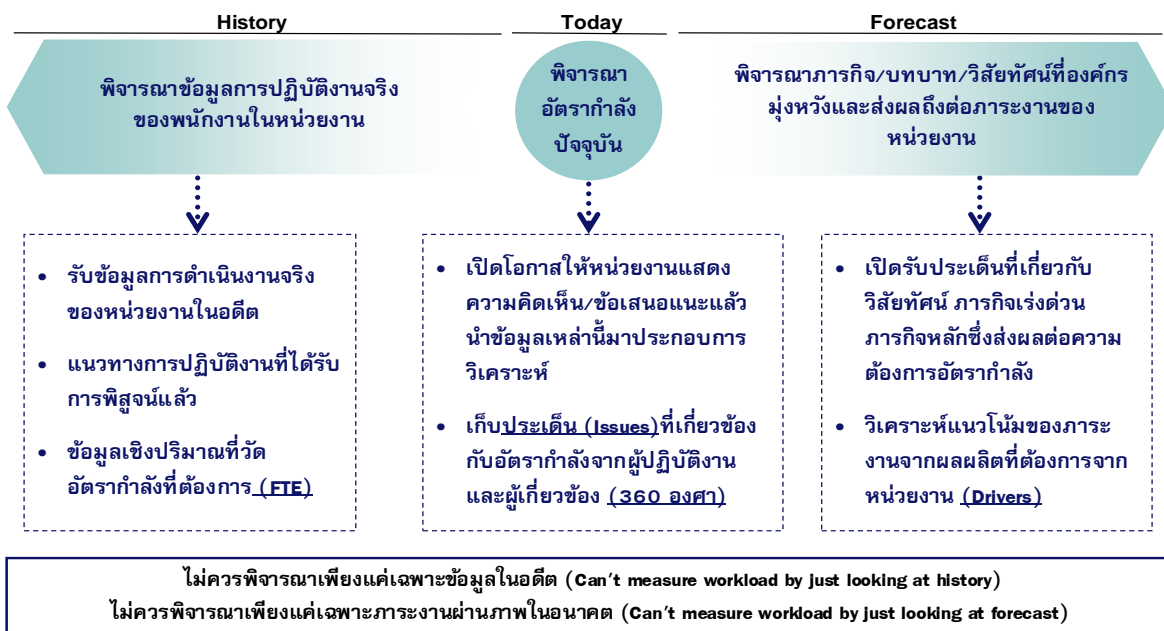 History
Today
Forecast
พิจารณาข้อมูลการปฏิบัติงานจริง
ของพนักงานในหน่วยงาน
พิจารณา
อัตรากำลัง
ปัจจุบัน
พิจารณาภารกิจ/บทบาท/วิสัยทัศน์ที่องค์กร
มุ่งหวังและส่งผลถึงต่อภาระงานของ
หน่วยงาน
• รับข้อมูลการดำเนินงานจริง
ของหน่วยงานในอดีต
• แนวทางการปฏิบัติงานที่ได้รับ
การพิสูจน์แล้ว
• ข้อมูลเชิงปริมาณที่วัด
อัตรากำลังที่ต้องการ (FTE)
• เปิดโอกาสให้หน่วยงานแสดง
ความคิดเห็น/ข้อเสนอแนะแล้ว
นำข้อมูลเหล่านี้มาประกอบการ
วิเคราะห์
• เก็บประเด็น (Issues)ที่เกี่ยวข้อง
กับอัตรากำลังจากผู้ปฏิบัติงาน
และผู้เกี่ยวข้อง (360 องศา)
• เปิดรับประเด็นที่เกี่ยวกับ
วิสัยทัศน์ ภารกิจเร่งด่วน
ภารกิจหลักซึ่งส่งผลต่อความ
ต้องการอัตรากำลัง
• วิเคราะห์แนวโน้มของภาระ
งานจากผลผลิตที่ต้องการจาก
หน่วยงาน (Drivers)
ไม่ควรพิจารณาเพียงแค่เฉพาะข้อมูลในอดีต (Can't measure workload by just looking at history)
ไม่ควรพิจารณาเพียงแค่เฉพาะภาระงานผ่านภาพในอนาคต (Can't measure workload by just looking at forecast)